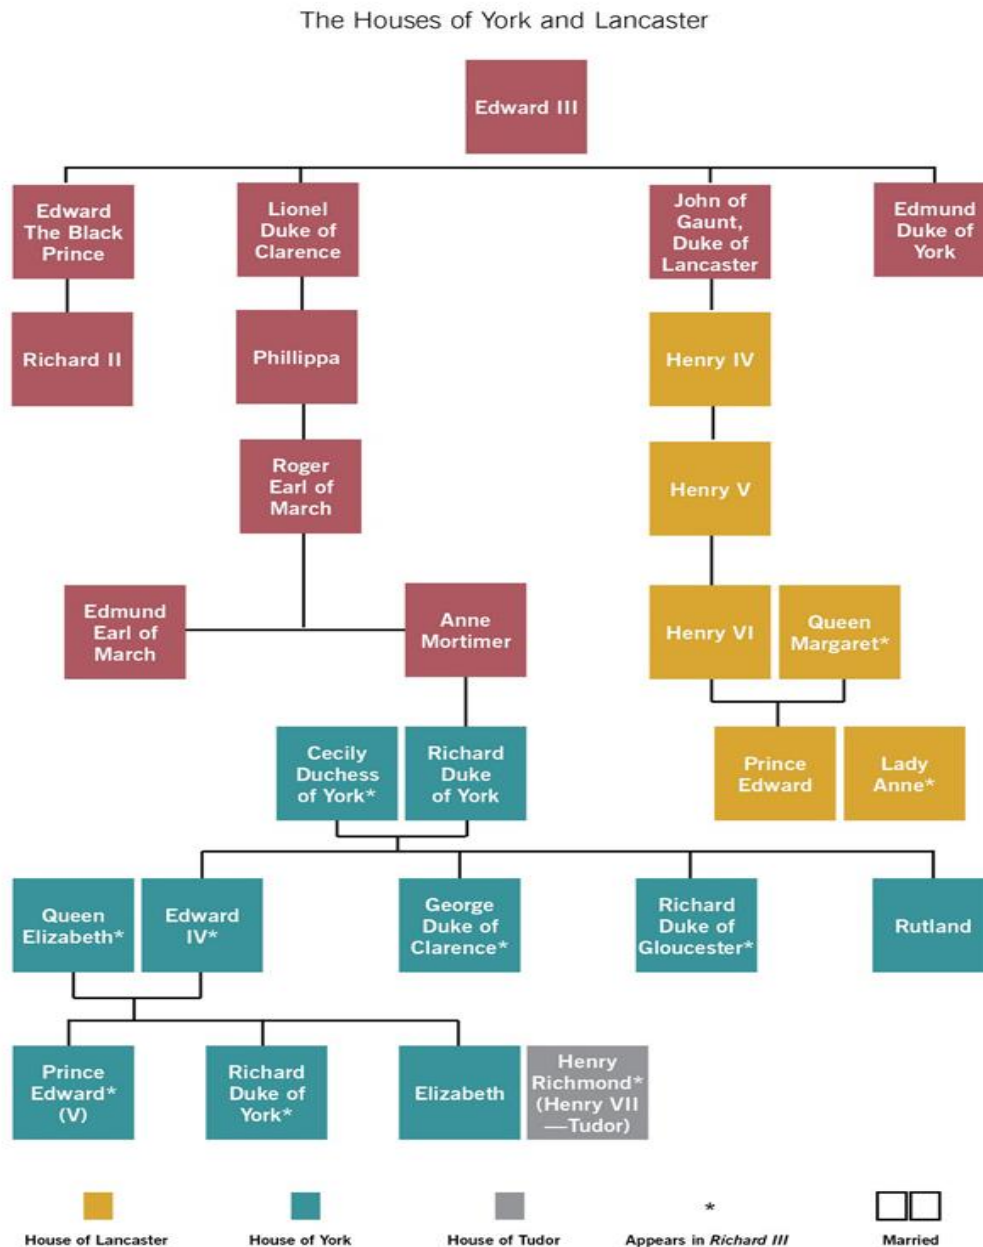 The Houses of York and Lancaster
Edward III
Edward
The Black
Prince
Lionel
Duke of
Clarence
John of
Gaunt,
Duke of
Lancaster
Edmund
Duke of
York
Richard II
Phillippa
Henry IV
Roger
Earl of
March
Henry V
Edmund
Earl of
March
Anne
Mortimer
Henry VI
Queen
Margaret*
Cecily
Duchess
of York*
Richard
Duke
of York
Prince
Edward
Lady
Anne*
Queen
Elizabeth*
Edward
IV*
George
Duke of
Clarence*
Richard
Duke of
Gloucester*
Rutland
Prince
Edward*
(V)
Richard
Duke of
York*
Elizabeth
Henry
Richmond*
(Henry VII
—Tudor)
House of Lancaster
House of York
House of Tudor
*
Appears in Richard III
Married